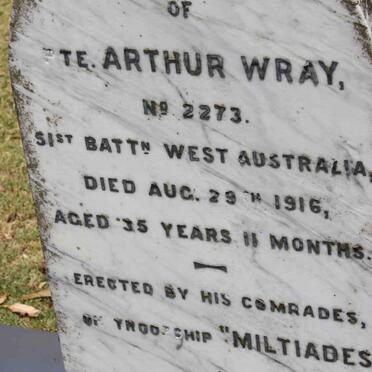 OF
PTE. ARTHUR WRAY,
No 2273.
51ST BATTN WEST AUSTRALIA,
DIED AUG. 29TH 1916,
AGED 35 YEARS 11 MONTHS.
ERECTED BY HIS COMRADES,
OF TROOPSHIP "MILTIADES